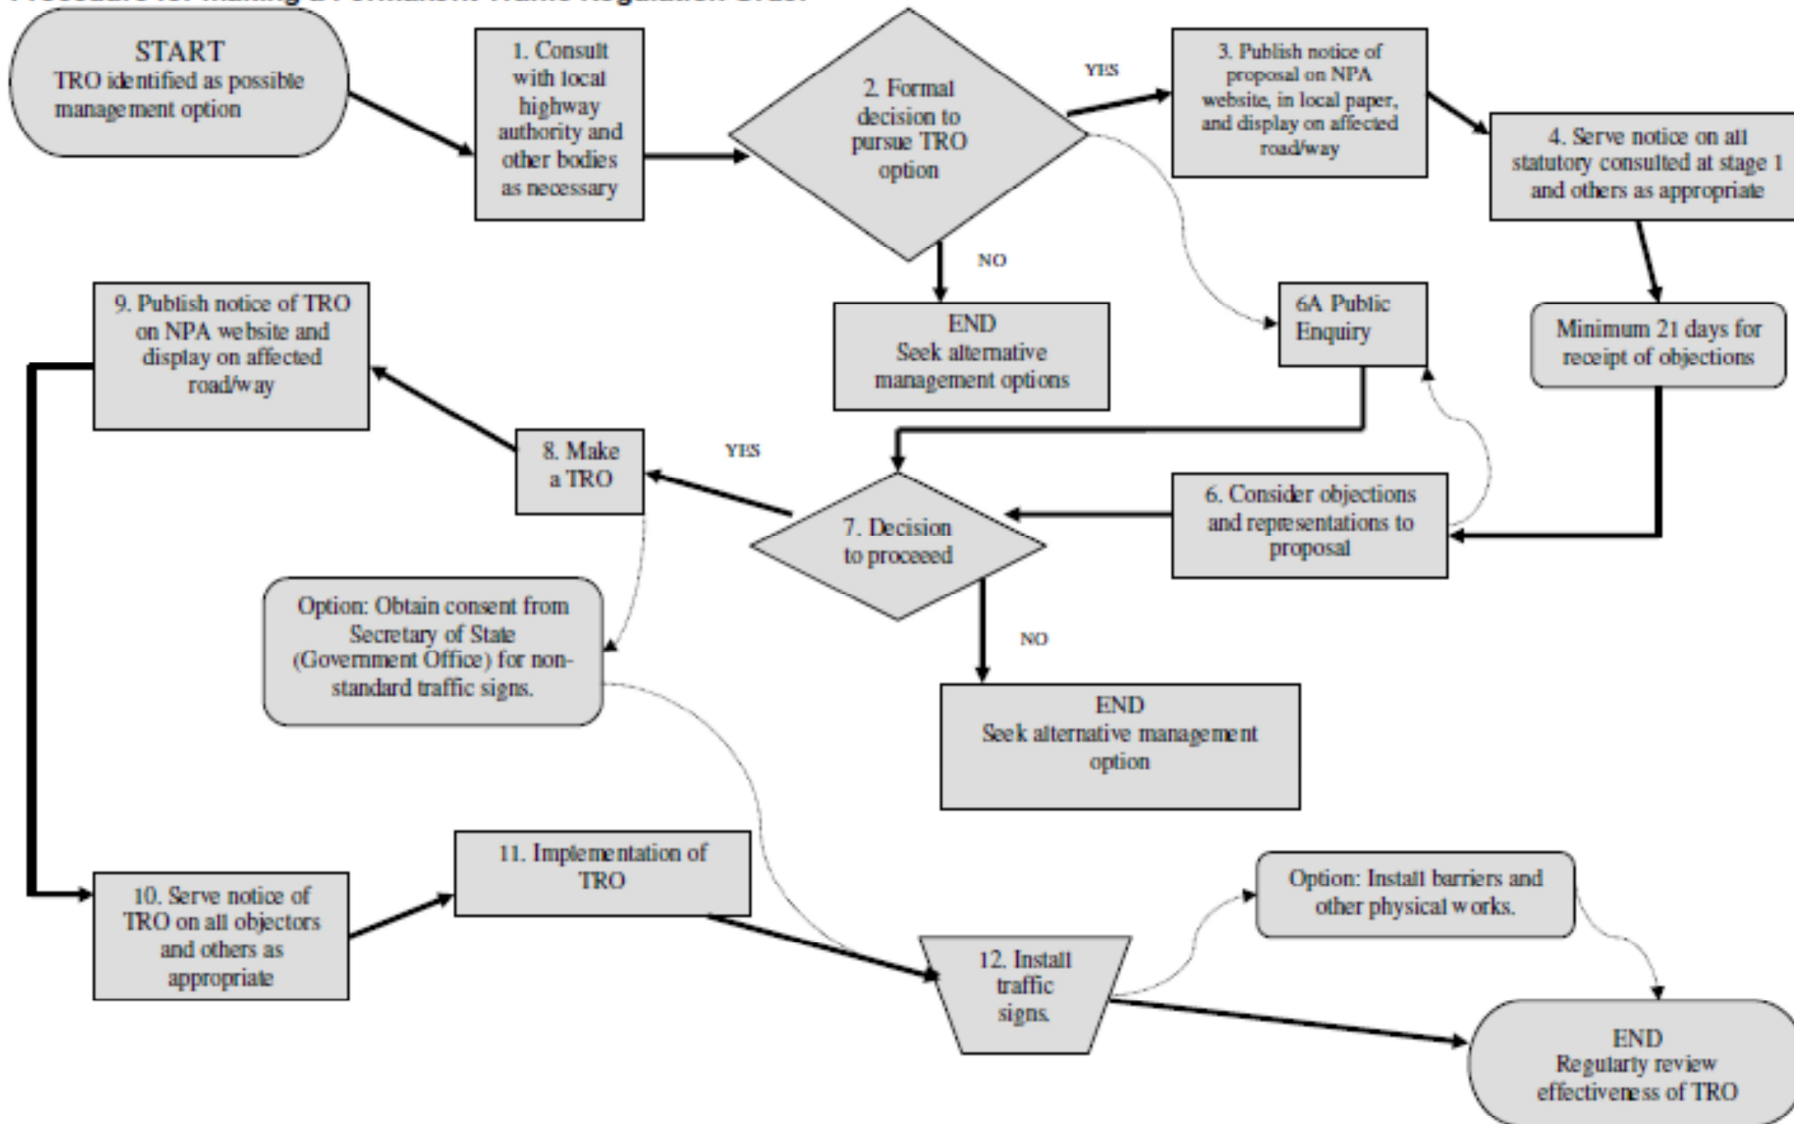 Procedure for making a Permanent Traffic Regulation Order
START
TRO identified as possible
management option
1. Consult
with local
highway
authority and
other bodies
as necessary
2. Formal
decision to
pursue TRO
option
YES
3. Publish notice of
proposal on NPA
website, in local paper,
and display on affected
road/way
4. Serve notice on all
statutory consulted at stage 1
and others as appropriate
NO
END
Seek alternative
management options
6A Public
Enquiry
Minimum 21 days for
receipt of objections
9. Publish notice of TRO
on NPA website and
display on affected
road/way
8. Make
a TRO
YES
7. Decision
to proceeed
6. Consider objections
and representations to
proposal
Option: Obtain consent from
Secretary of State
(Government Office) for non-
standard traffic signs.
NO
END
Seek alternative management
option
10. Serve notice of
TRO on all objectors
and others as
appropriate
11. Implementation of
TRO
12. Install
traffic
signs.
Option: Install barriers and
other physical works.
END
Regularly review
effectiveness of TRO